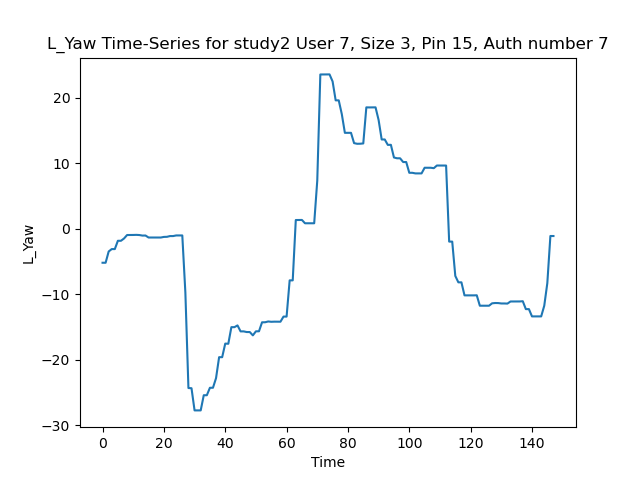 L_Yaw Time-Series for study2 User 7, Size 3, Pin 15, Auth number 7
20
10
0
−10
−20
−30
L_Yaw
0 20 40 60 80 100 120 140
Time